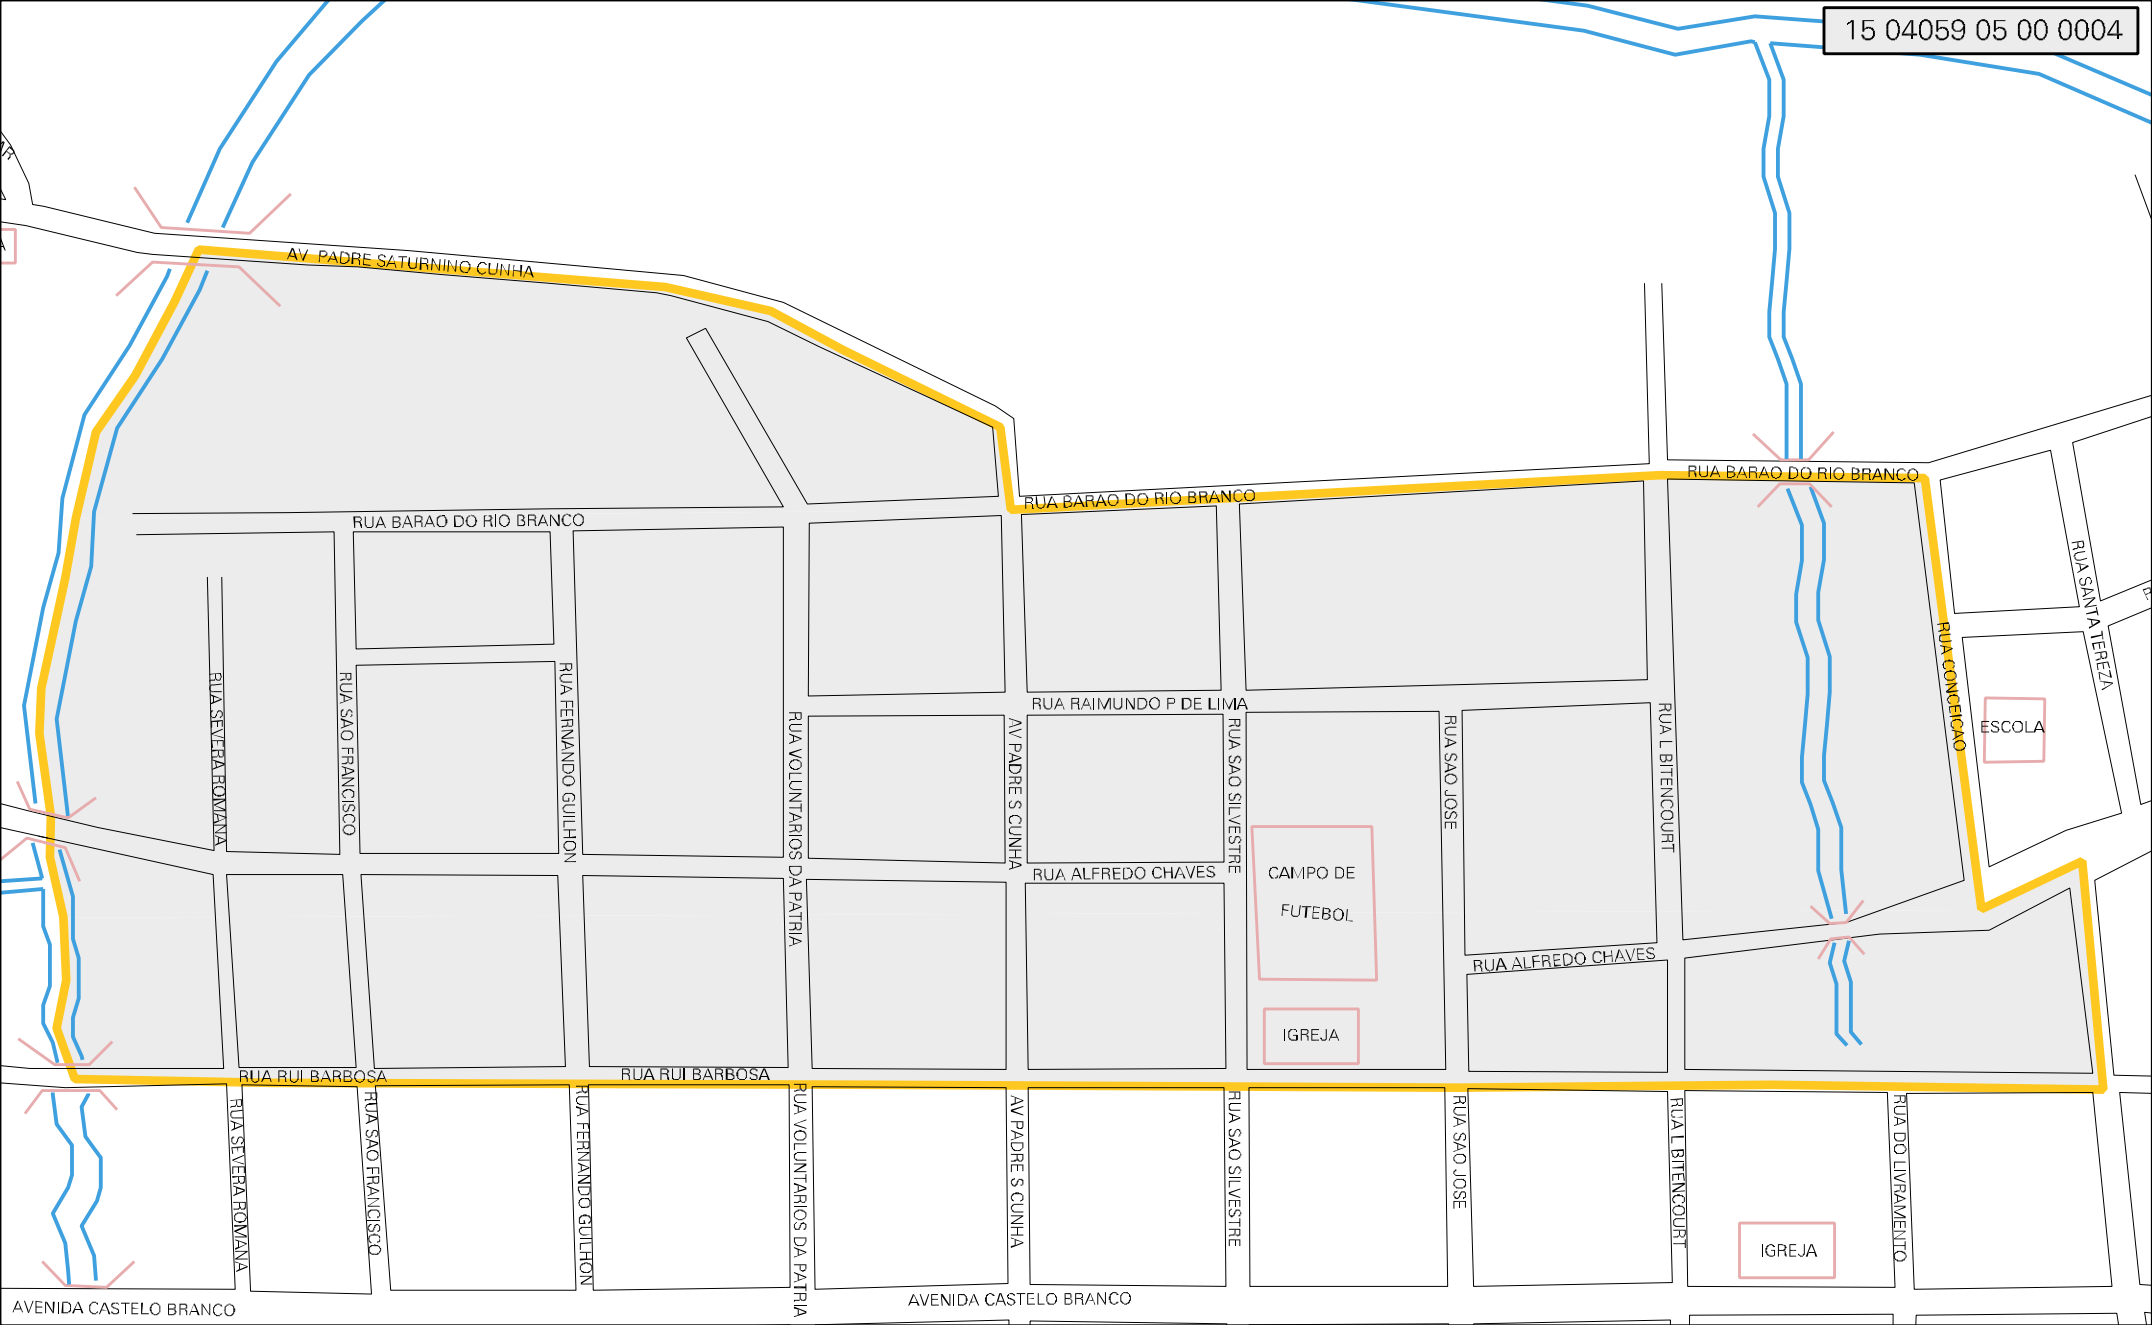 15 04059 05 00 0004
AR
A
A
AV PADRE SATURNINO CUNHA
RUA BARAO DO RIO BRANCO
RUA BARAO DO RIO BRANCO
RUA BARAO DO RIO BRANCO
RUA SANTA TEREZA
RUA CONCEICAO
ESCOLA
RUA SEVERA ROMANA
RUA SAO FRANCISCO
RUA FERNANDO GUILHON
RUA VOLUNTARIOS DA PATRIA
RUA RAIMUNDO P DE LIMA
AV PADRE S CUNHA
RUA SAO SILVESTRE
RUA SAO JOSE
RUA L BITENCOURT
RUA ALFREDO CHAVES
CAMPO DE
FUTEBOL
RUA ALFREDO CHAVES
IGREJA
RUA RUI BARBOSA
RUA RUI BARBOSA
RUA SEVERA ROMANA
RUA SAO FRANCISCO
RUA FERNANDO GUILHON
RUA VOLUNTARIOS DA PATRIA
AV PADRE S CUNHA
RUA SAO SILVESTRE
RUA SAO JOSE
RUA L BITENCOURT
RUA DO LIVRAMENTO
IGREJA
AVENIDA CASTELO BRANCO
AVENIDA CASTELO BRANCO